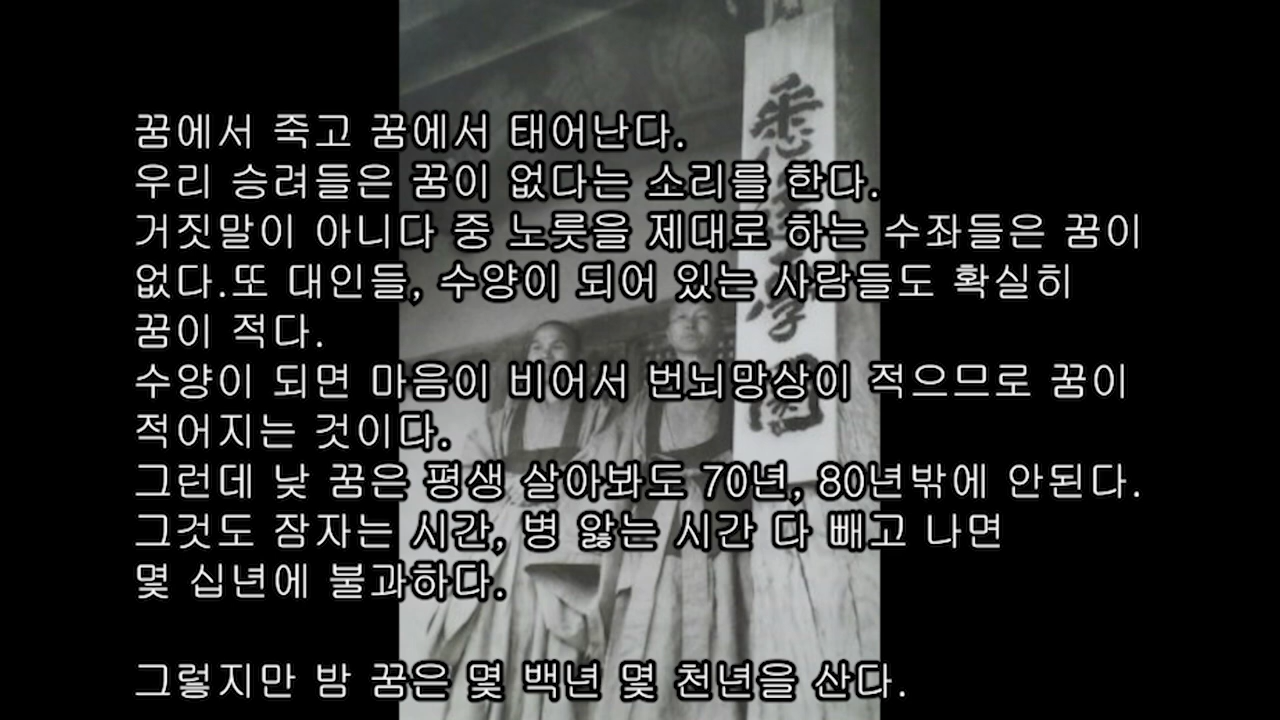 꿈에서 죽고 꿈에서 태어난다.
우리 승려들은 꿈이 없다는 소리를 한다.
거짓말이 아니다 중 노릇을 제대로 하는 수좌들은 꿈이
없다.또 대인들, 수양이 되어 있는 사람들도 확실히
꿈이 적다.
수양이 되면 마음이 비어서 번뇌망상이 적으므로 꿈이
적어지는 것이다.
그런데 낮 꿈은 평생 살아봐도 70년, 80년밖에 안된다.
그것도 잠자는 시간, 병 앓는 시간 다 빼고 나면
몇 십년에 불과하다.
그렇지만 밤 꿈은 몇 백년 몇 천년을 산다.